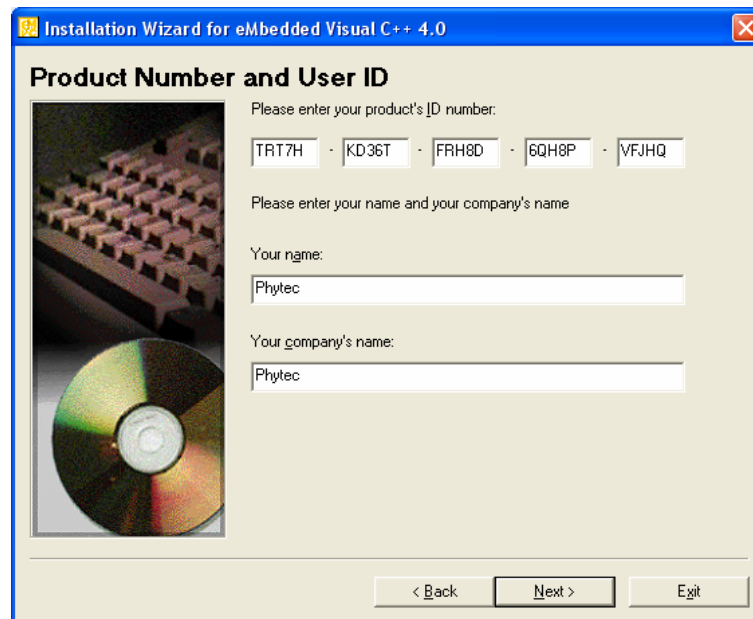 Installation Wizard for eMbedded Visual C++ 4.0
Product Number and User ID
Please enter your product's ID number:
TRT7H - KD36T - FRH8D - 6QH8P - VFJHQ
Please enter your name and your company's name
Your name:
Phytec
Your company's name:
Phytec
< Back Next > Exit